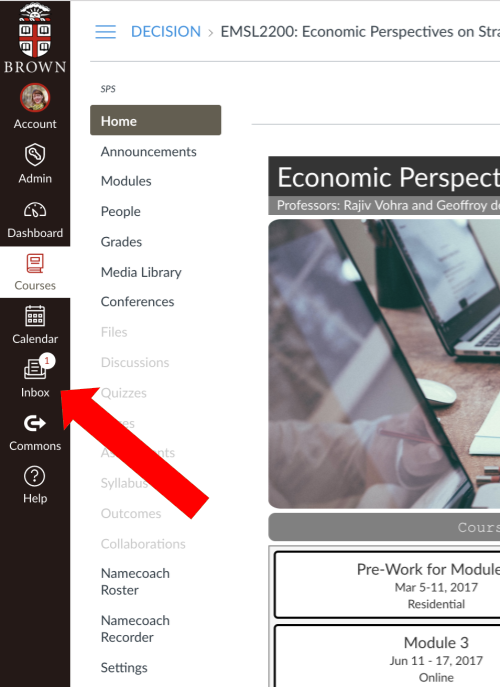 BROWN
Account
Admin
Dashboard
Courses
Calendar
1
Inbox
Commons
Help
DECISION > EMSL2200: Economic Perspectives on Stra
SPS
Home
Announcements
Modules
People
Grades
Media Library
Conferences
Files
Discussions
Quizzes
Syllabus
Outcomes
Collaborations
Namecoach
Roster
Namecoach
Recorder
Settings
Economic Perspect
Professors: Rajiv Vohra and Geoffroy de
Cours
Pre-Work for Module
Mar 5-11, 2017
Residential
Module 3
Jun 11 - 17, 2017
Online